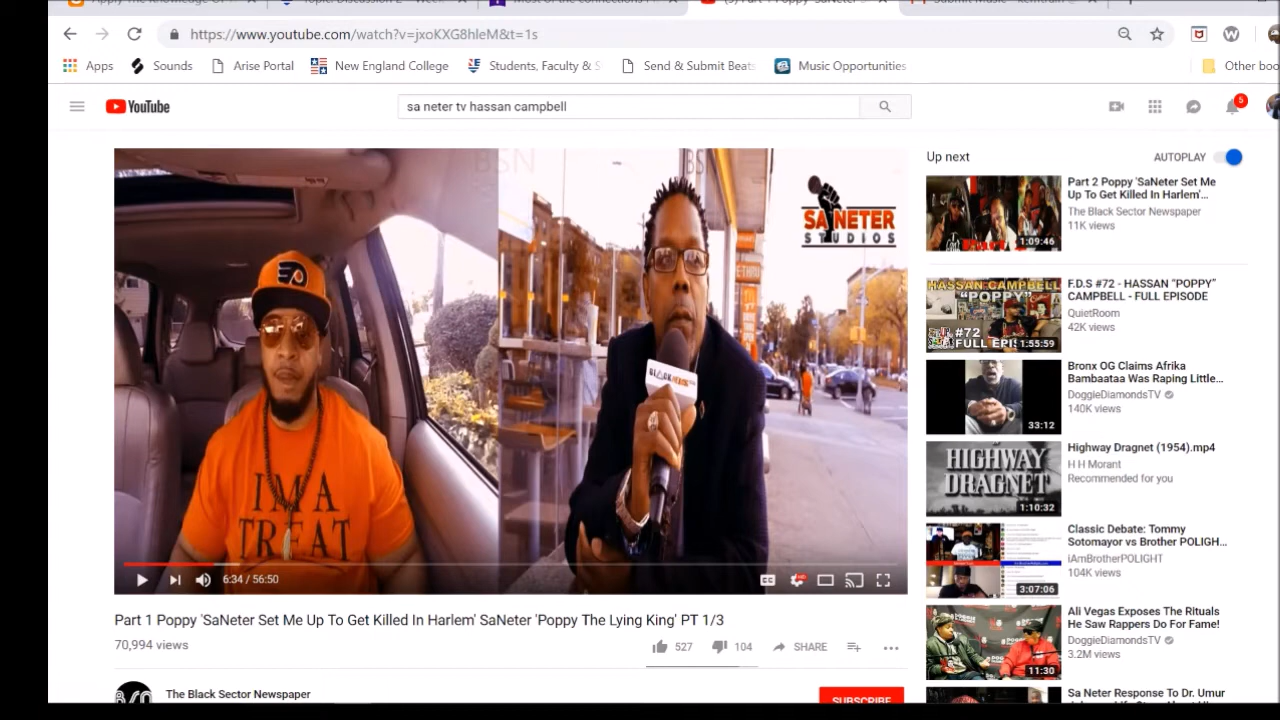 https://www.youtube.com/watch?v=jxoKXG8hleM&t=1s
Apps
Sounds
Arise Portal
New England College
Students, Faculty & S
Send & Submit Beats
Music Opportunities
Other boo
YouTube
sa neter tv hassan campbell
5
SA NETER
STUDIOS
6:34 / 56:50
Part 1 Poppy 'SaNeter Set Me Up To Get Killed In Harlem' SaNeter 'Poppy The Lying King' PT 1/3
70,994 views
527
104
SHARE
The Black Sector Newspaper
SUBSCRIBE
Up next
AUTOPLAY
Part 2 Poppy 'SaNeter Set Me
Up To Get Killed In Harlem'...
The Black Sector Newspaper
11K views
1:09:46
F.D.S #72 - HASSAN "POPPY"
CAMPBELL - FULL EPISODE
QuietRoom
42K views
HASSAN CAMPBELL
"POPPY"
#72
FULL EPI
1:55:59
Bronx OG Claims Afrika
Bambaataa Was Raping Little...
DoggieDiamondsTV
140K views
33:12
Highway Dragnet (1954).mp4
H H Morant
Recommended for you
HIGHWAY
DRAGNET
1:10:32
Classic Debate: Tommy
Sotomayor vs Brother POLIGH...
iAmBrotherPOLIGHT
104K views
3:07:06
Ali Vegas Exposes The Rituals
He Saw Rappers Do For Fame!
DoggieDiamondsTV
3.2M views
11:30
Sa Neter Response To Dr. Umur